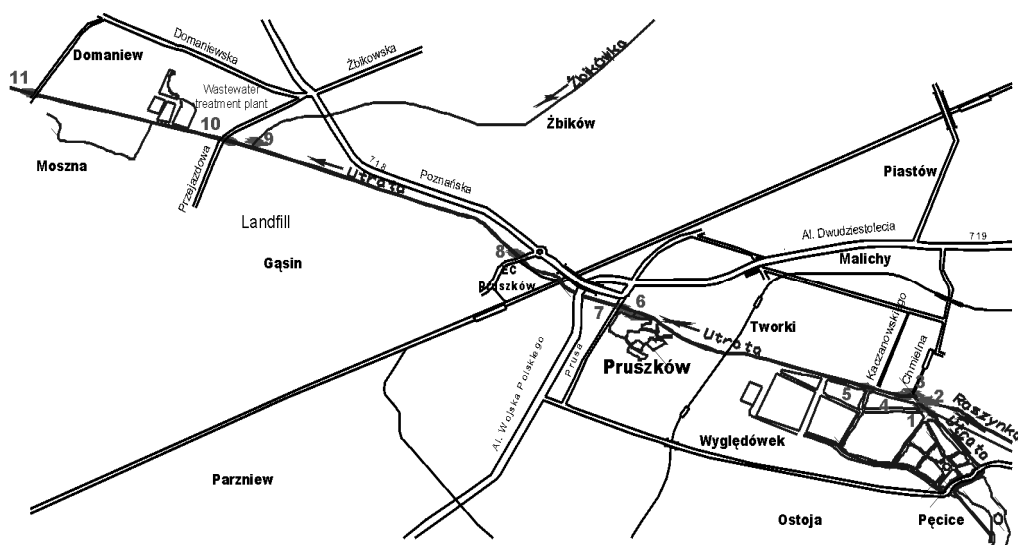 Domaniewska
Domaniew
Żbikowska
Żbikówka
11
Wastewater
treatment plant
10
9
Żbików
Moszna
Przejazdowa
Utrata
718
Poznańska
Piastów
Landfill
Gąsin
Al. Dwudziestolecia
719
Malichy
8
EC
Pruszków
7
6
Utrata
Tworki
Kaczanowskiego
Chmielna
Pruszków
Prusa
Al. Wojska Polskiego
5
4
3
2
1
Raszynka
Utrata
Wyględówek
Parzniew
Ostoja
Pęcice